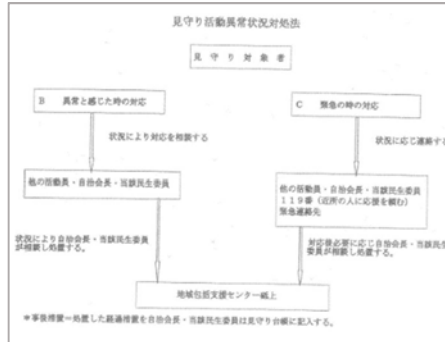 見守り活動異常状況対処法
見守り対象者
B 異常と感じた時の対応
C 緊急の時の対応
状況により対応を相談する
状況に応じ連絡する
他の活動員・自治会長・当該民生委員
他の活動員・自治会長・当該民生委員
119番（近所の人に応援を頼む）
緊急連絡先
状況により自治会長・当該民生委員
が相談し処置する。
対応後必要に応じ自治会長・当該民生
委員が相談し処置する。
地域包括支援センター砥上
＊事後措置＝処置した経過措置を自治会長・当該民生委員は見守り台帳に記入する。